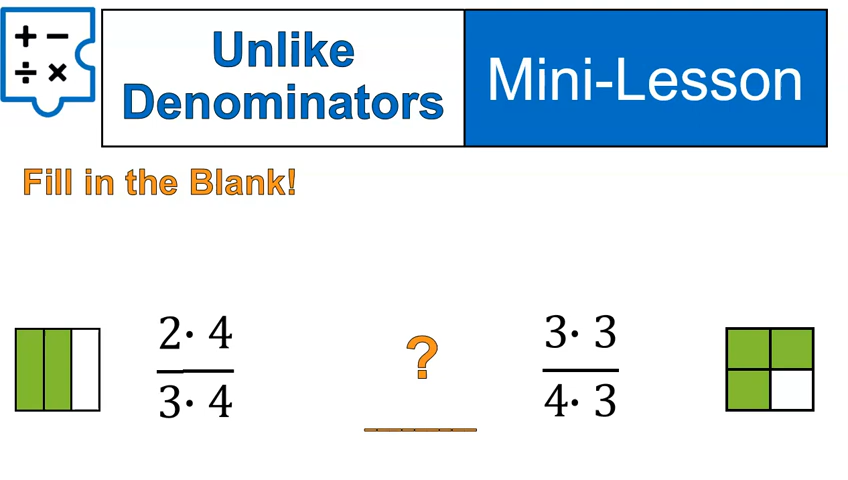 + −
÷ ×
Unlike
Denominators
Mini-Lesson
Fill in the Blank!
2· 4
3· 4
?
3· 3
4· 3